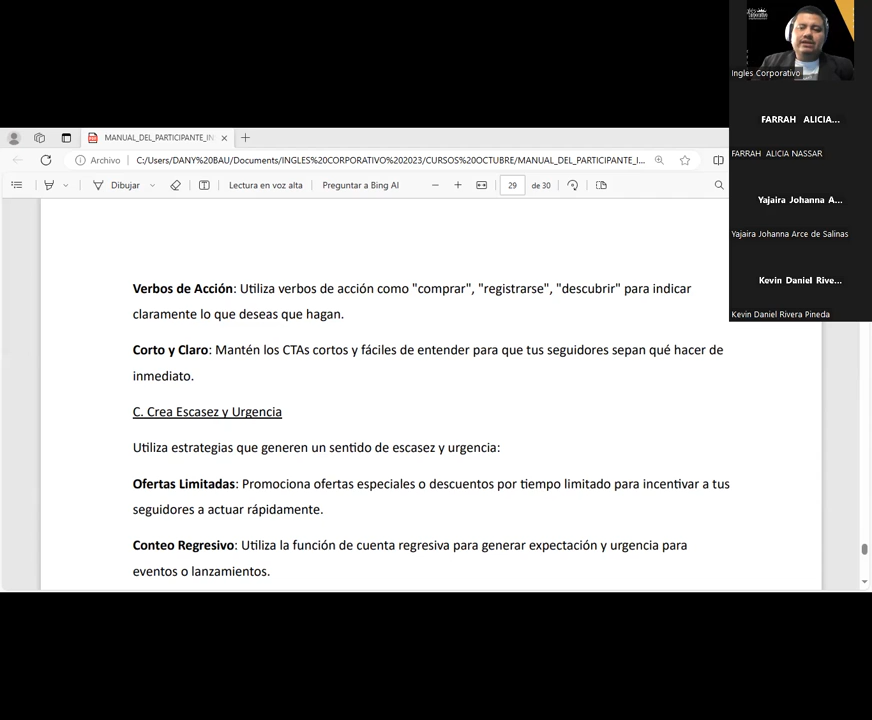 Ingles Corporativo
FARRAH ALICIA...
FARRAH ALICIA NASSAR
Yajaira Johanna A...
Yajaira Johanna Arce de Salinas
Kevin Daniel Rive...
Kevin Daniel Rivera Pineda
MANUAL_DEL_PARTICIPANTE_IN
Archivo
C:/Users/DANY%20BAU/Documents/INGLES%20CORPORATIVO%202023/CURSOS%20OCTUBRE/MANUAL_DEL_PARTICIPANTE_I...
Dibujar
Lectura en voz alta
Preguntar a Bing AI
29
de 30
Verbos de Acción: Utiliza verbos de acción como "comprar", "registrarse", "descubrir" para indicar
claramente lo que deseas que hagan.
Corto y Claro: Mantén los CTAs cortos y fáciles de entender para que tus seguidores sepan qué hacer de
inmediato.
C. Crea Escasez y Urgencia
Utiliza estrategias que generen un sentido de escasez y urgencia:
Ofertas Limitadas: Promociona ofertas especiales o descuentos por tiempo limitado para incentivar a tus
seguidores a actuar rápidamente.
Conteo Regresivo: Utiliza la función de cuenta regresiva para generar expectación y urgencia para
eventos o lanzamientos.